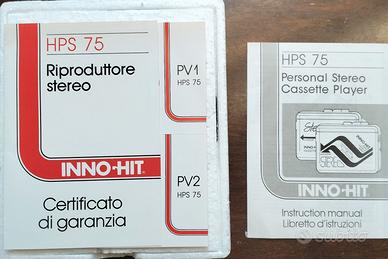 HPS 75
Riproduttore
stereo
INNO-HIT
Certificato
di garanzia
PV1
HPS 75
PV2
HPS 75
HPS 75
Personal Stereo
Cassette Player
INNO-HIT
Instruction manual
Libretto d'istruzioni